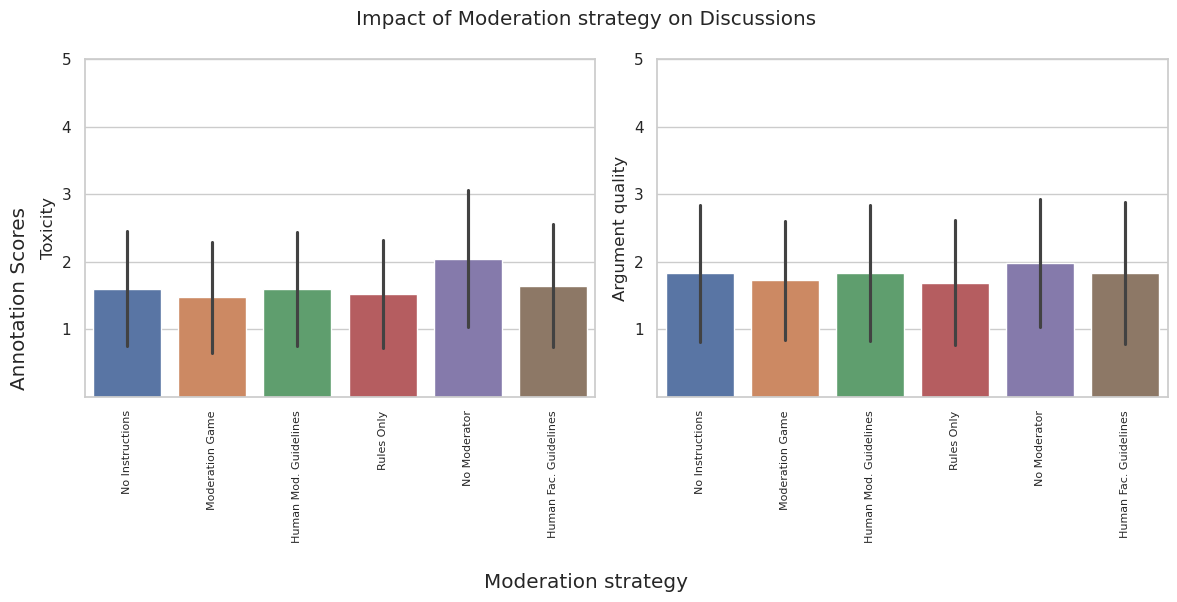 Impact of Moderation strategy on Discussions
Annotation Scores
Toxicity
5
4
3
2
1
No Instructions
Moderation Game
Human Mod. Guidelines
Rules Only
No Moderator
Human Fac. Guidelines
Argument quality
5
4
3
2
1
No Instructions
Moderation Game
Human Mod. Guidelines
Rules Only
No Moderator
Human Fac. Guidelines
Moderation strategy